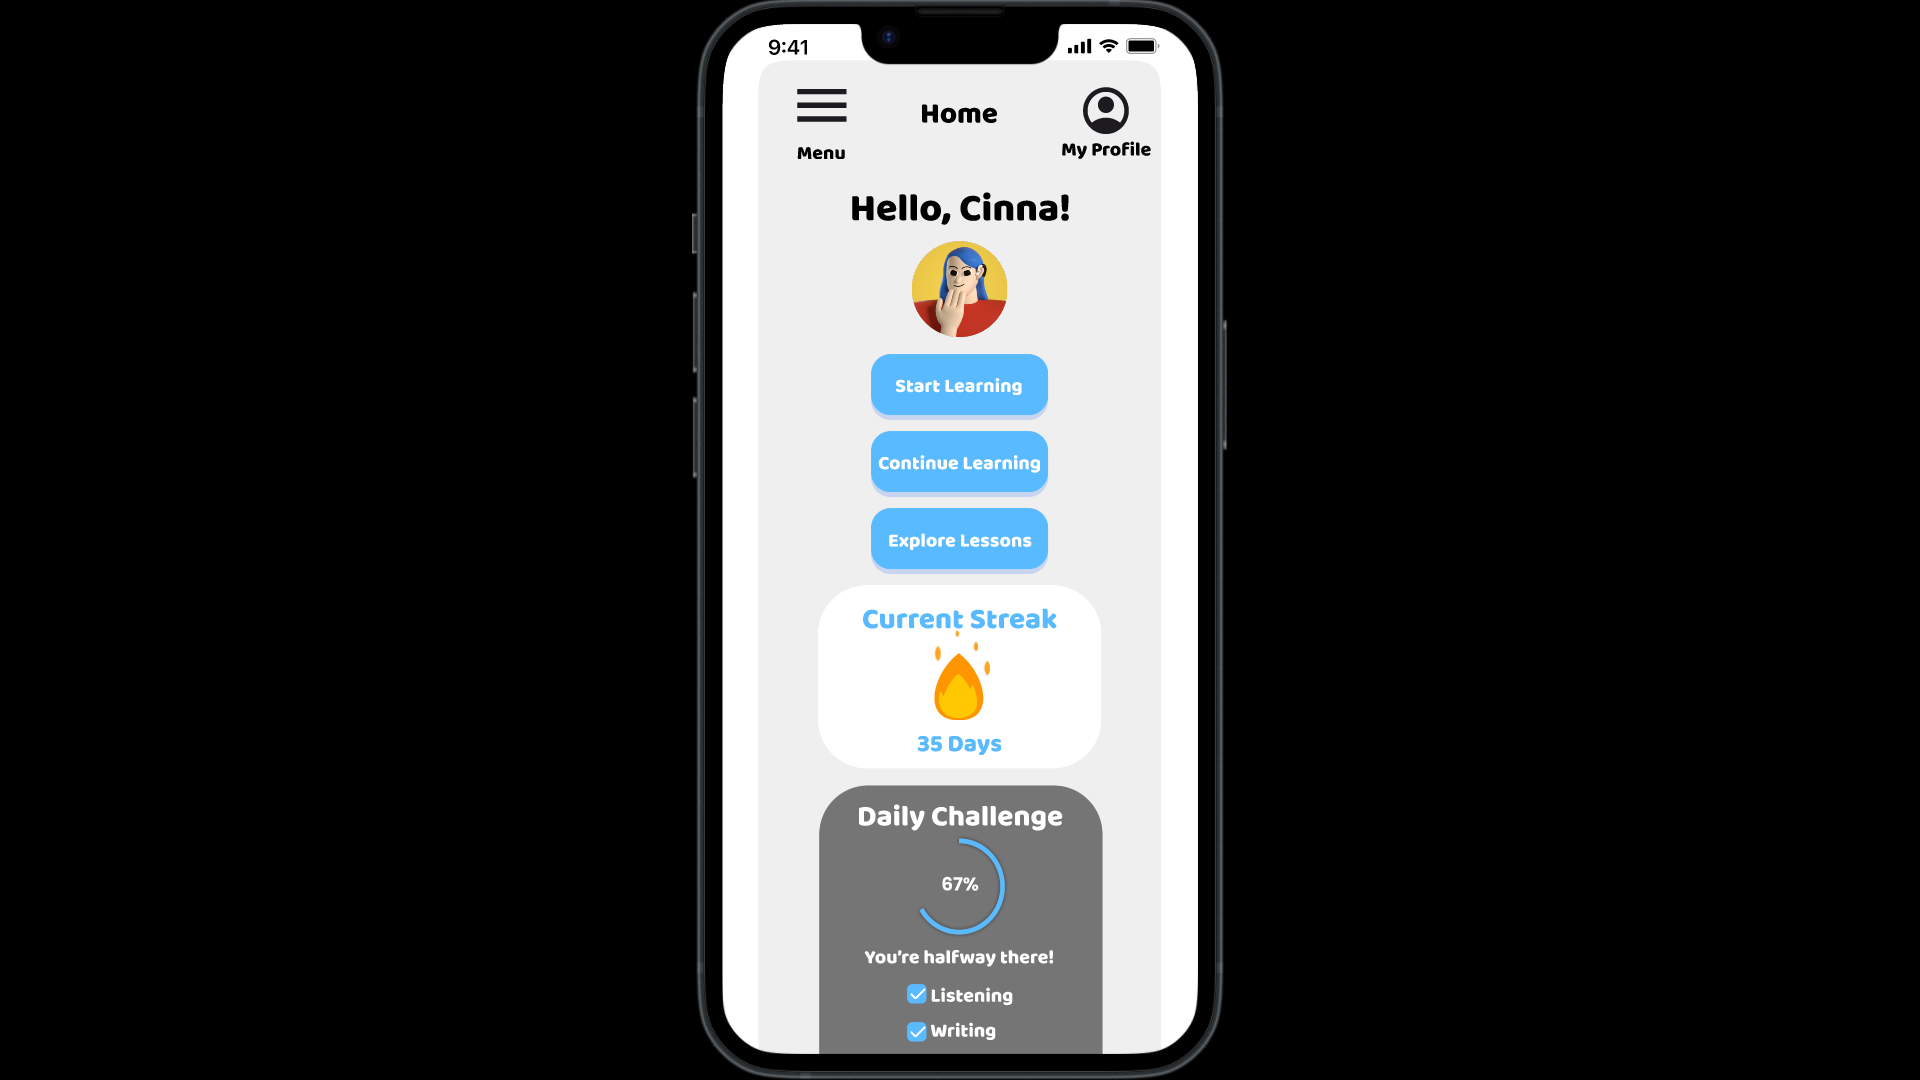 9:41
Home
Menu
My Profile
Hello, Cinna!
Start Learning
Continue Learning
Explore Lessons
Current Streak
35 Days
Daily Challenge
67%
You're halfway there!
Listening
Writing